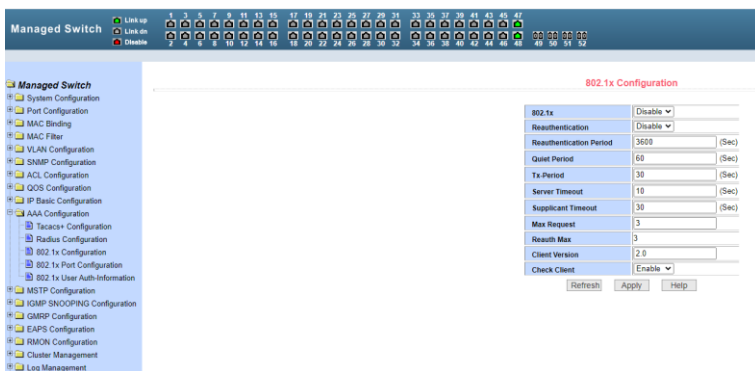 Managed Switch
Link up
Link dn
Disable
1 3 5 7 9 11 13 15 17 19 21 23 25 27 29 31 33 35 37 39 41 43 45 47
2 4 6 8 10 12 14 16 18 20 22 24 26 28 30 32 34 36 38 40 42 44 46 48 49 50 51 52
Managed Switch
System Configuration
Port Configuration
MAC Binding
MAC Filter
VLAN Configuration
SNMP Configuration
ACL Configuration
QOS Configuration
IP Basic Configuration
AAA Configuration
Tacacs+ Configuration
Radius Configuration
802.1x Configuration
802.1x Port Configuration
802.1x User Auth-Information
MSTP Configuration
IGMP SNOOPING Configuration
GMRP Configuration
EAPS Configuration
RMON Configuration
Cluster Management
Log Management
802.1x Configuration
802.1x Disable
Reauthentication Disable
Reauthentication Period 3600 (Sec)
Quiet Period 60 (Sec)
Tx-Period 30 (Sec)
Server Timeout 10 (Sec)
Supplicant Timeout 30 (Sec)
Max Request 3
Reauth Max 3
Client Version 2.0
Check Client Enable
Refresh Apply Help